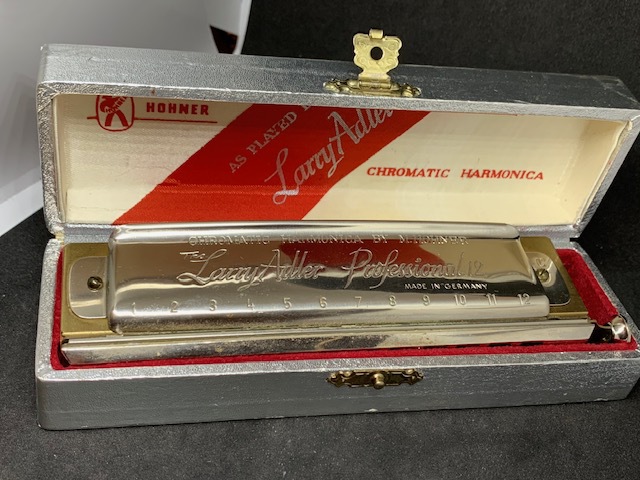 HOHNER
AS PLAYED
Larry Adler
CHROMATIC HARMONICA
CHROMATIC HARMONICA BY M. HOHNER
The Larry Adler Professional 12
MADE IN GERMANY
1 2 3 4 5 6 7 8 9 10 11 12